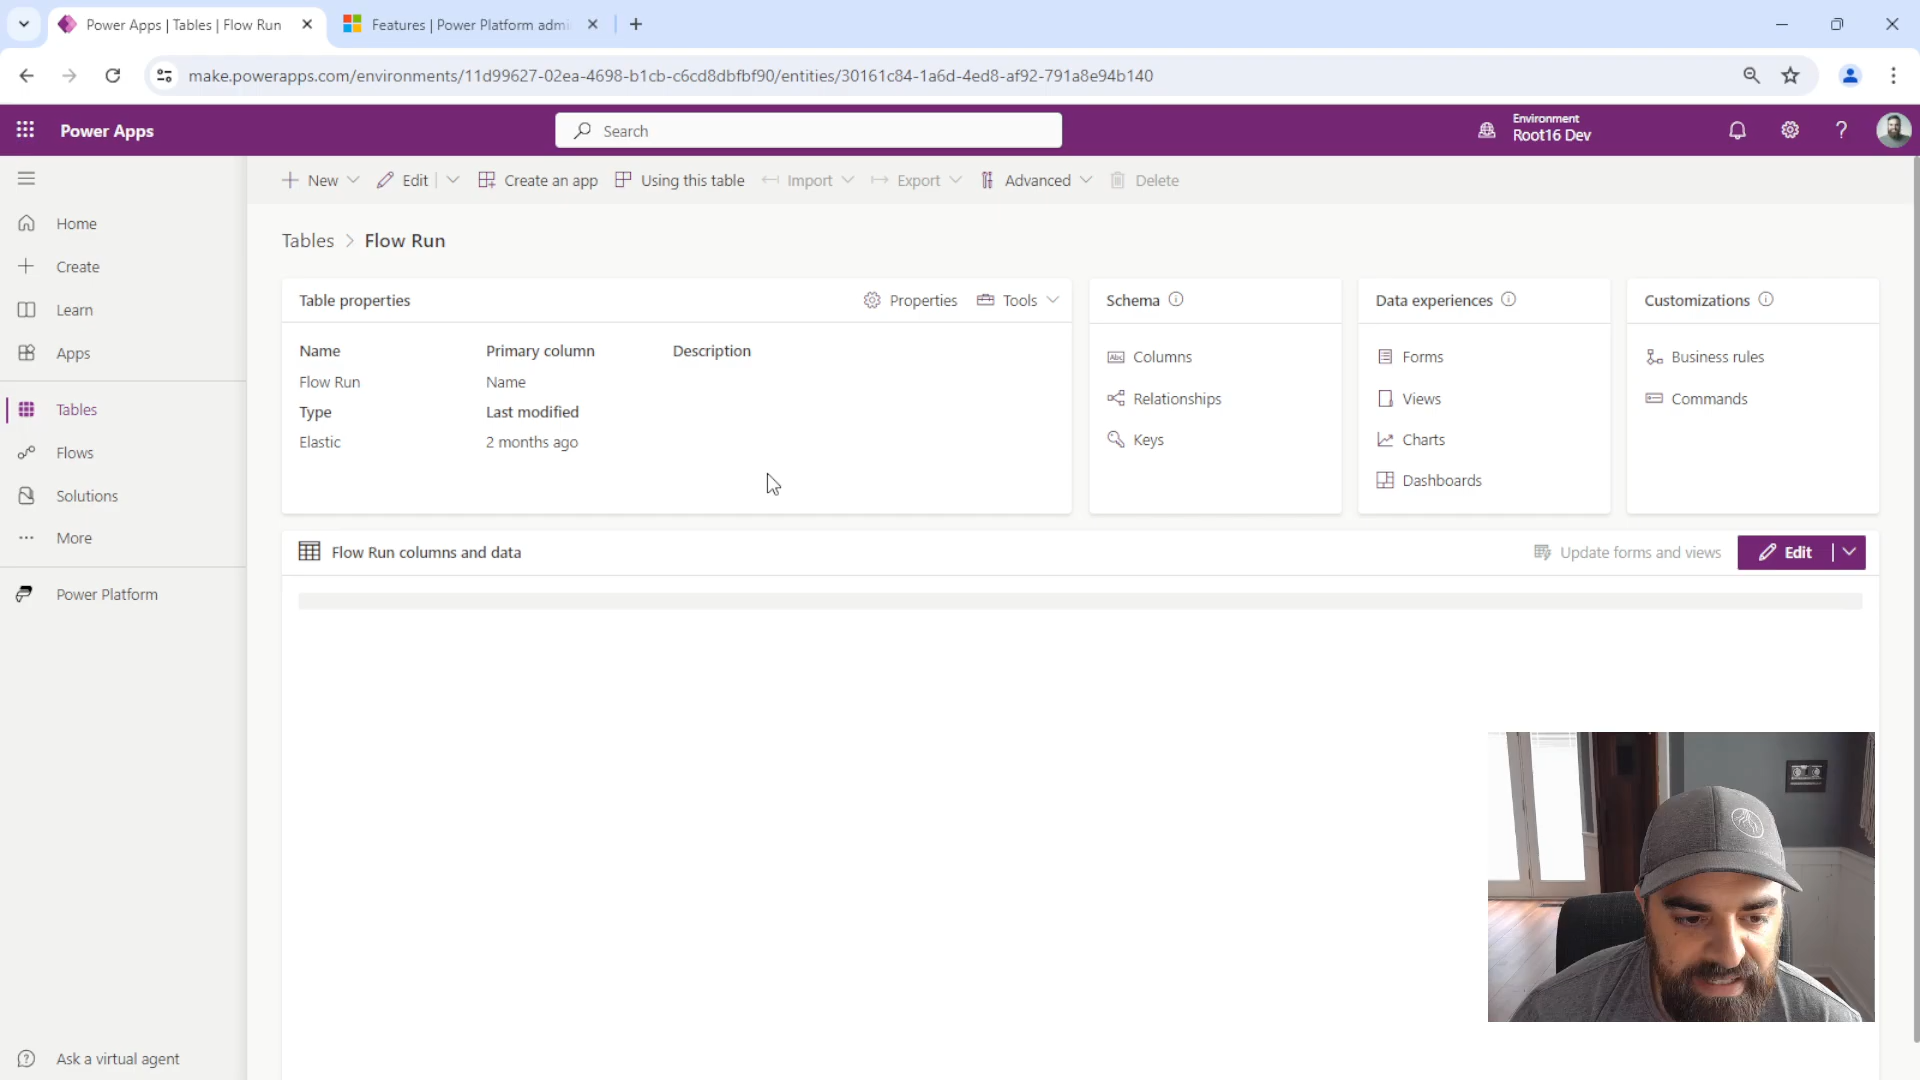 Power Apps | Tables | Flow Run
Features | Power Platform admi
make.powerapps.com/environments/11d99627-02ea-4698-b1cb-c6cd8dbfbf90/entities/30161c84-1a6d-4ed8-af92-791a8e94b140
Power Apps
Search
Environment
Root16 Dev
New
Edit
Create an app
Using this table
Import
Export
Advanced
Delete
Home
Create
Learn
Apps
Tables
Flows
Solutions
More
Power Platform
Ask a virtual agent
Tables > Flow Run
Table properties
Properties
Tools
Name
Primary column
Description
Flow Run
Name
Type
Last modified
Elastic
2 months ago
Schema
Columns
Relationships
Keys
Data experiences
Forms
Views
Charts
Dashboards
Customizations
Business rules
Commands
Flow Run columns and data
Update forms and views
Edit